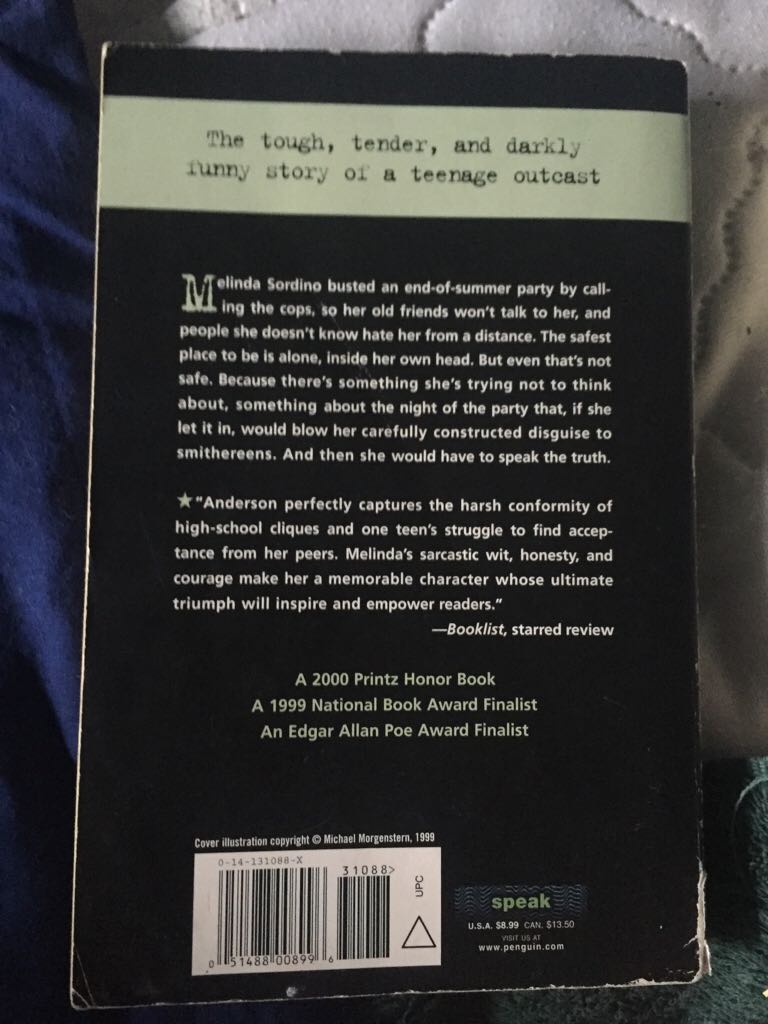 The tough, tender, and darkly
funny story of a teenage outcast
Melinda Sordino busted an end-of-summer party by call-
ing the cops, so her old friends won't talk to her, and
people she doesn't know hate her from a distance. The safest
place to be is alone, inside her own head. But even that's not
safe. Because there's something she's trying not to think
about, something about the night of the party that, if she
let it in, would blow her carefully constructed disguise to
smithereens. And then she would have to speak the truth.
★"Anderson perfectly captures the harsh conformity of
high-school cliques and one teen's struggle to find accep-
tance from her peers. Melinda's sarcastic wit, honesty, and
courage make her a memorable character whose ultimate
triumph will inspire and empower readers."
—Booklist, starred review
A 2000 Printz Honor Book
A 1999 National Book Award Finalist
An Edgar Allan Poe Award Finalist
Cover illustration copyright © Michael Morgenstern, 1999
0-14-131088-X
31088>
UPC
0 51488 00899 6
speak
U.S.A. $8.99 CAN. $13.50
VISIT US AT
www.penguin.com